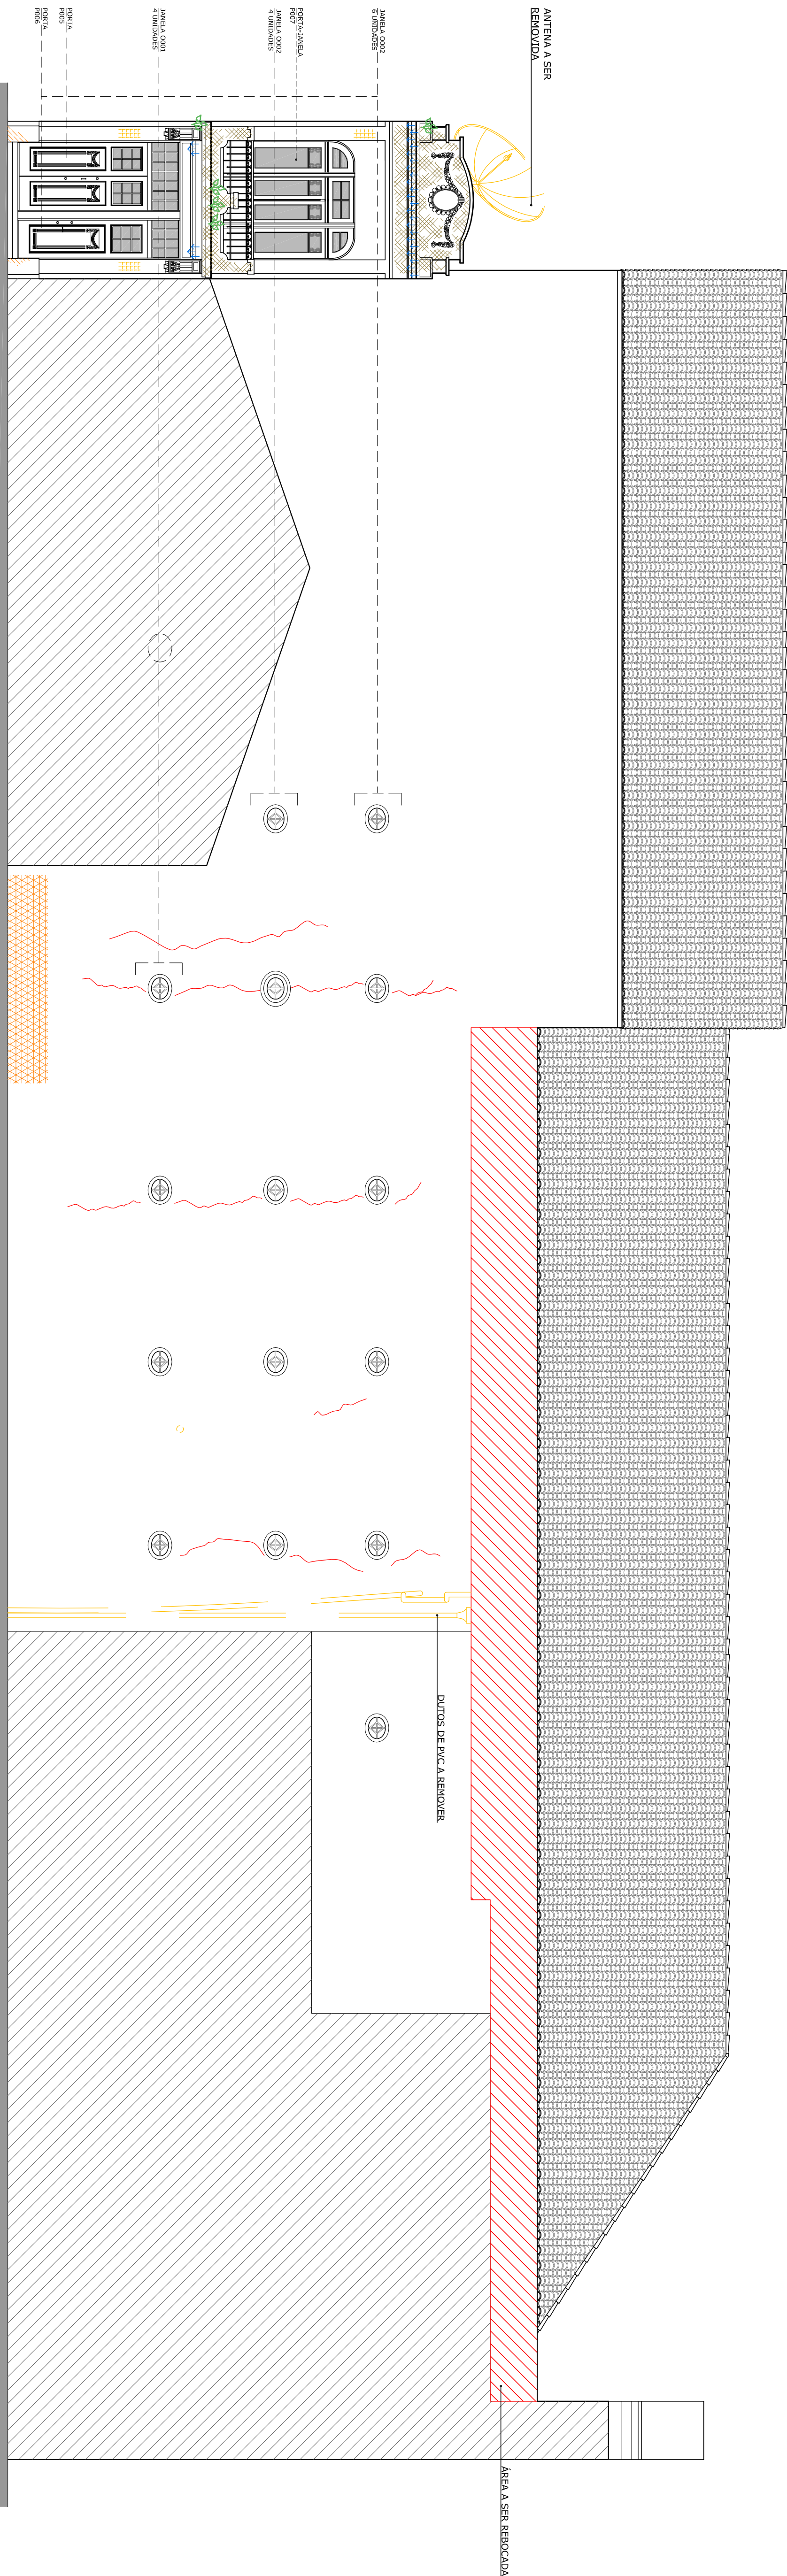 ANTENA A SER
REMOVIDA
JANELA O002
6 UNIDADES
PORTA-JANELA
P007
JANELA O002
4 UNIDADES
JANELA O001
4 UNIDADES
PORTA
P005
PORTA
P006
DUTOS DE PVC A REMOVER
ÁREA A SER REBOCADA